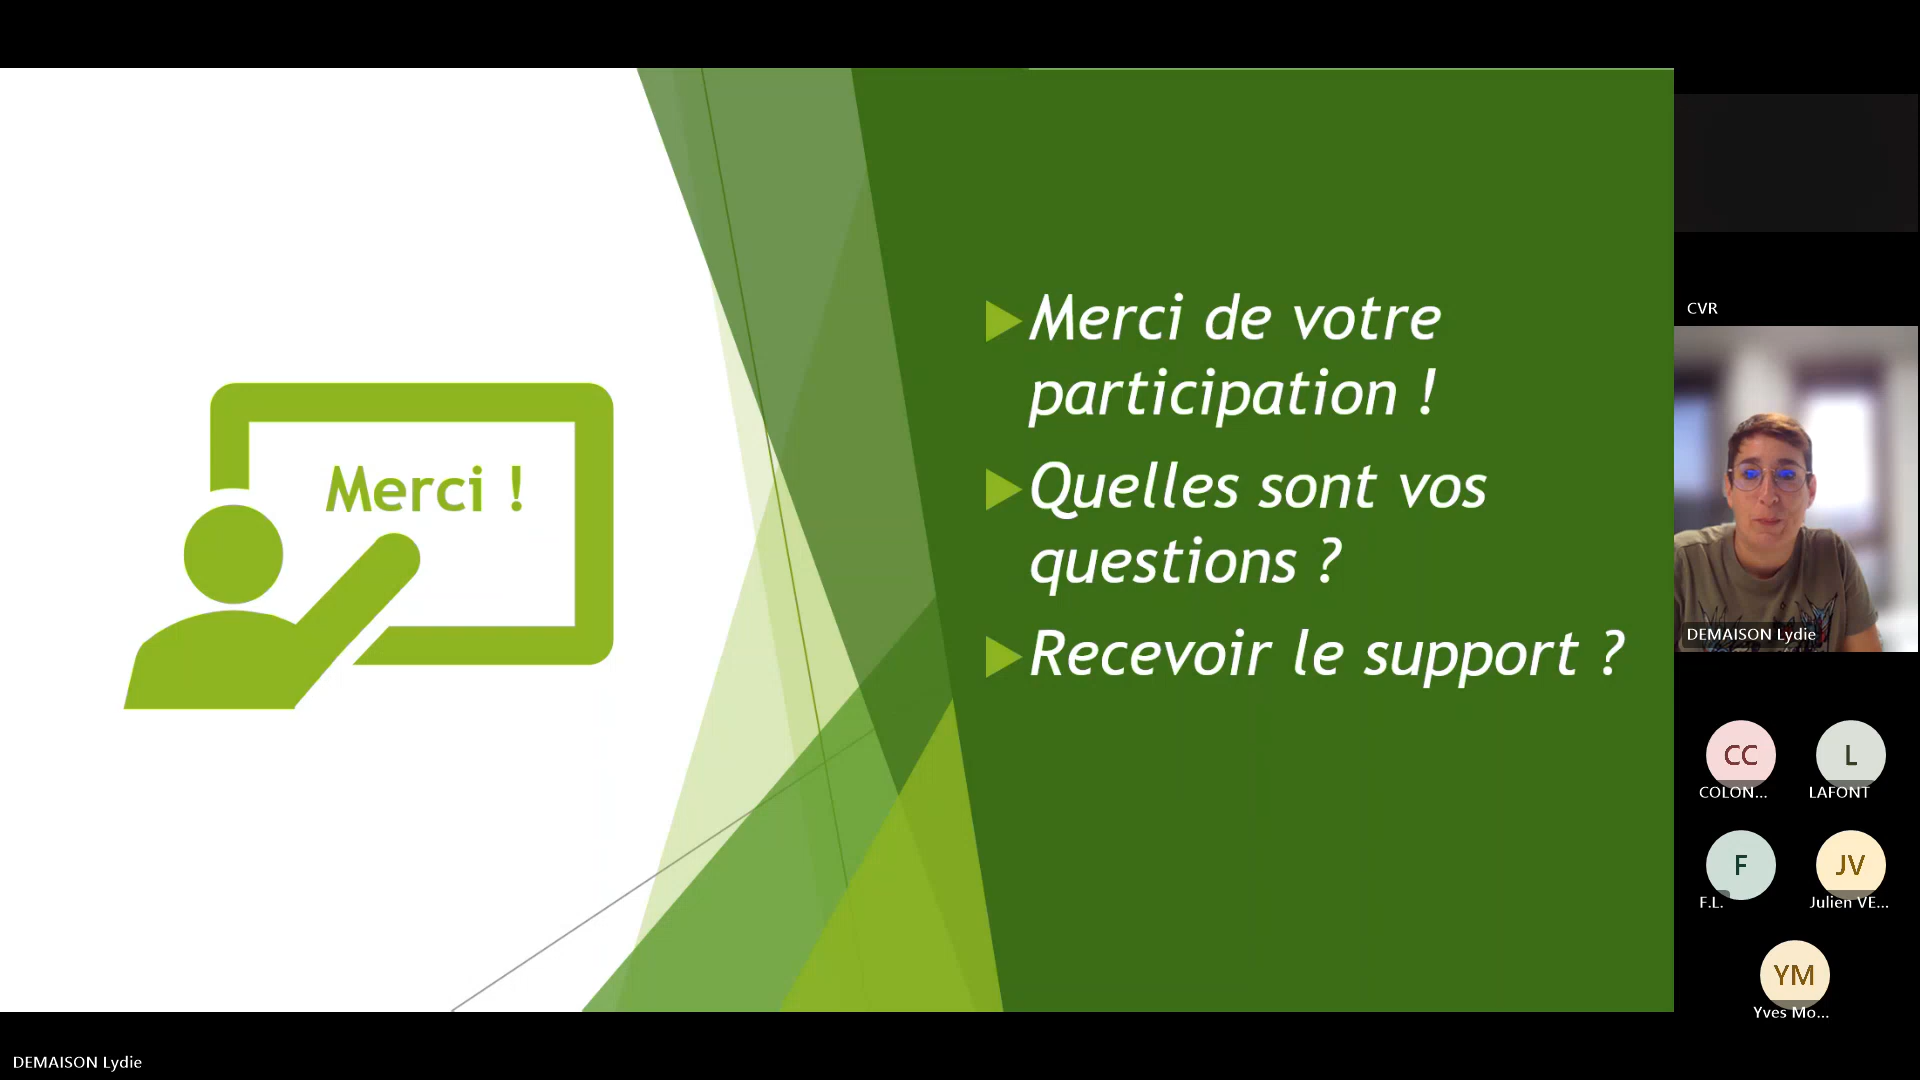 Merci !
Merci de votre
participation !
Quelles sont vos
questions ?
Recevoir le support ?
CVR
DEMAISON Lydie
CC
COLON...
L
LAFONT
F
F.L.
JV
Julien VE...
YM
Yves Mo...
DEMAISON Lydie